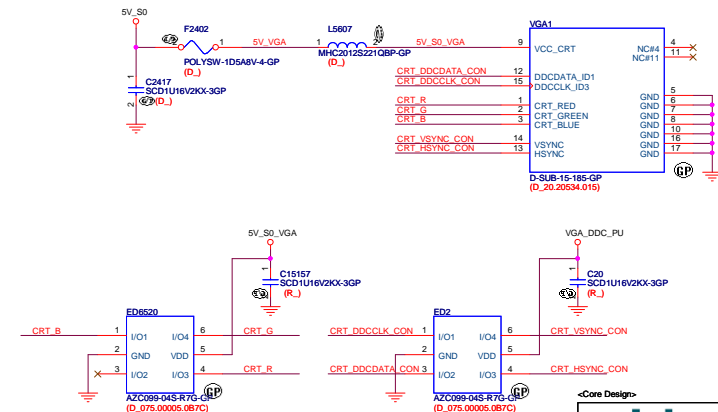 5V_S0
F2402
2 1
POLYSW-1D5A8V-4-GP
(D_)
5V_VGA
L5607
1 2
MHC2012S221QBP-GP
(D_)
5V_S0_VGA
1
C2417
SCD1U16V2KX-3GP
(D_)
2
VGA1
9 VCC_CRT
NC#4 4
NC#11 11
CRT_DDCDATA_CON 12 DDCDATA_ID1
CRT_DDCCLK_CON 15 DDCCLK_ID3
CRT_R 1 CRT_RED
CRT_G 2 CRT_GREEN
CRT_B 3 CRT_BLUE
CRT_VSYNC_CON 14 VSYNC
CRT_HSYNC_CON 13 HSYNC
GND 5
GND 6
GND 7
GND 8
GND 10
GND 16
GND 17
GP
D-SUB-15-185-GP
(D_20.20534.015)
5V_S0_VGA
1
C15157
SCD1U16V2KX-3GP
(R_)
ED6520
CRT_B 1 I/O1 I/O4 6 CRT_G
2 GND VDD 5
3 I/O2 I/O3 4 CRT_R
GP
AZC099-04S-R7G-GP
(D_075.00005.0B7C)
VGA_DDC_PU
1
C20
SCD1U16V2KX-3GP
(R_)
ED2
CRT_DDCCLK_CON 1 I/O1 I/O4 6 CRT_VSYNC_CON
2 GND VDD 5
CRT_DDCDATA_CON 3 I/O2 I/O3 4 CRT_HSYNC_CON
GP
AZC099-04S-R7G-GP
(D_075.00005.0B7C)
<Core Design>